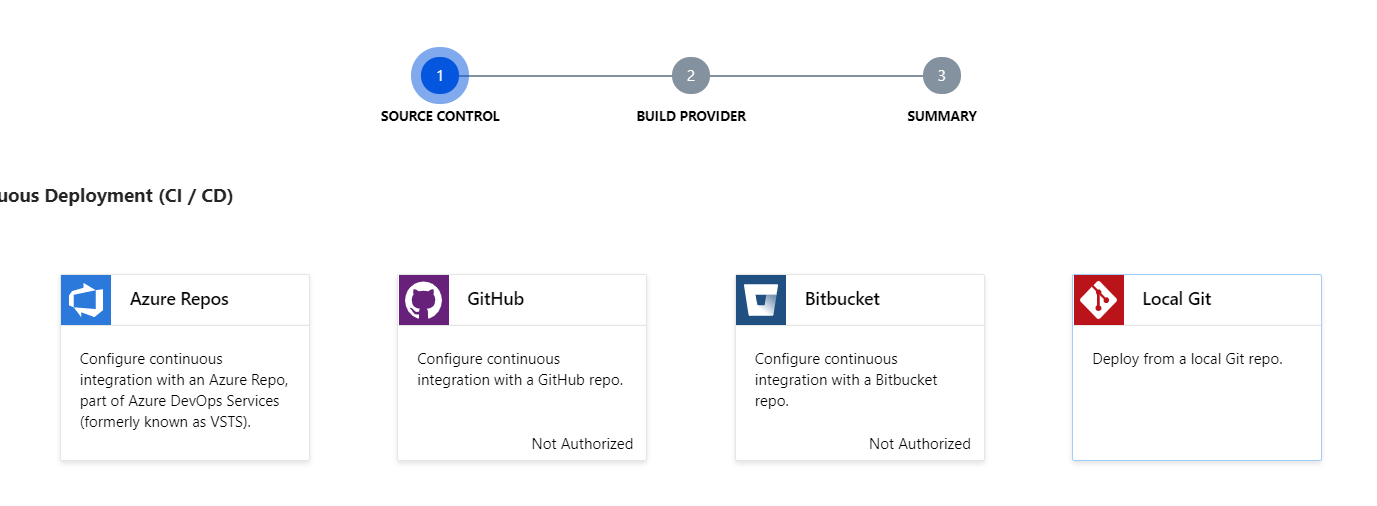 1
2
3
SOURCE CONTROL
BUILD PROVIDER
SUMMARY
Deployment (CI / CD)
Azure Repos
Configure continuous
integration with an Azure Repo,
part of Azure DevOps Services
(formerly known as VSTS).
GitHub
Configure continuous
integration with a GitHub repo.
Not Authorized
Bitbucket
Configure continuous
integration with a Bitbucket
repo.
Not Authorized
Local Git
Deploy from a local Git repo.